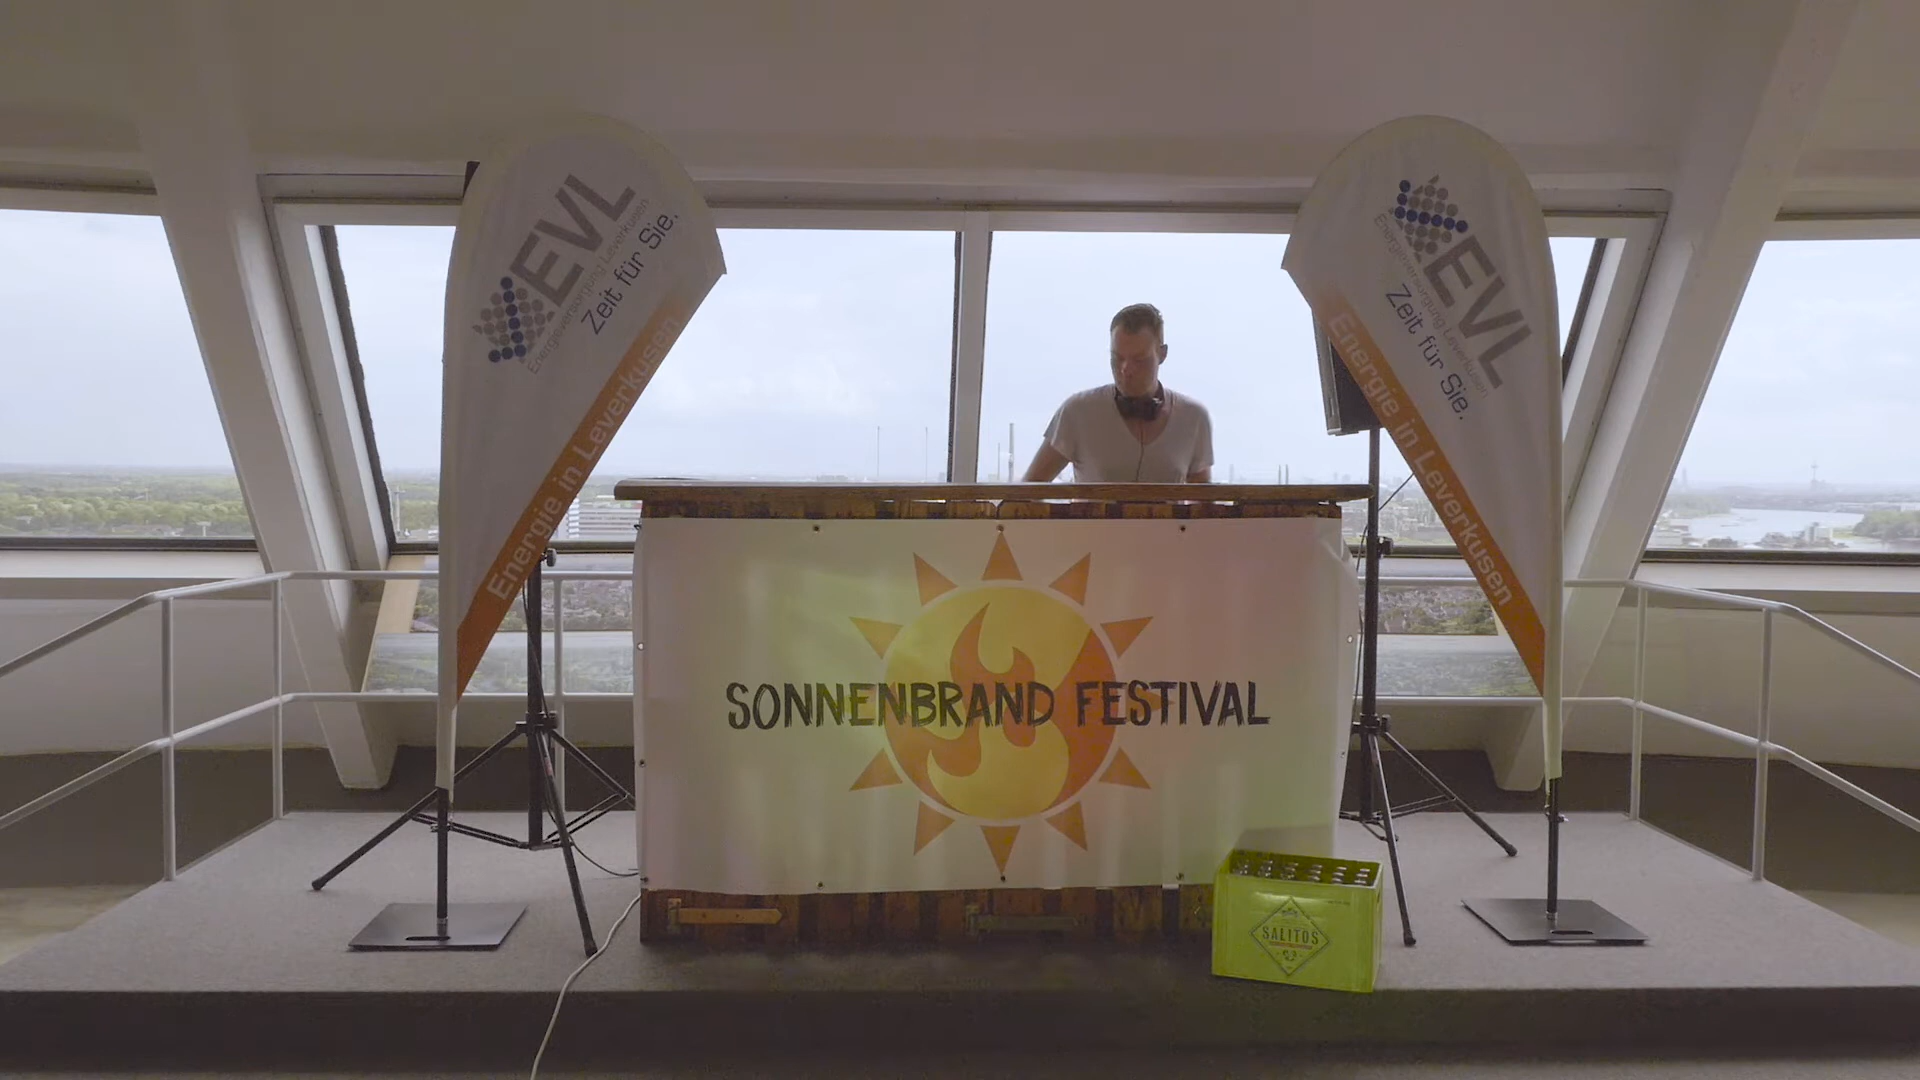 EVL
Energieversorgung Leverkusen
Zeit für Sie.
Energie in Leverkusen
EVL
Energieversorgung Leverkusen
Zeit für Sie.
Energie in Leverkusen
SONNENBRAND FESTIVAL
SALITOS